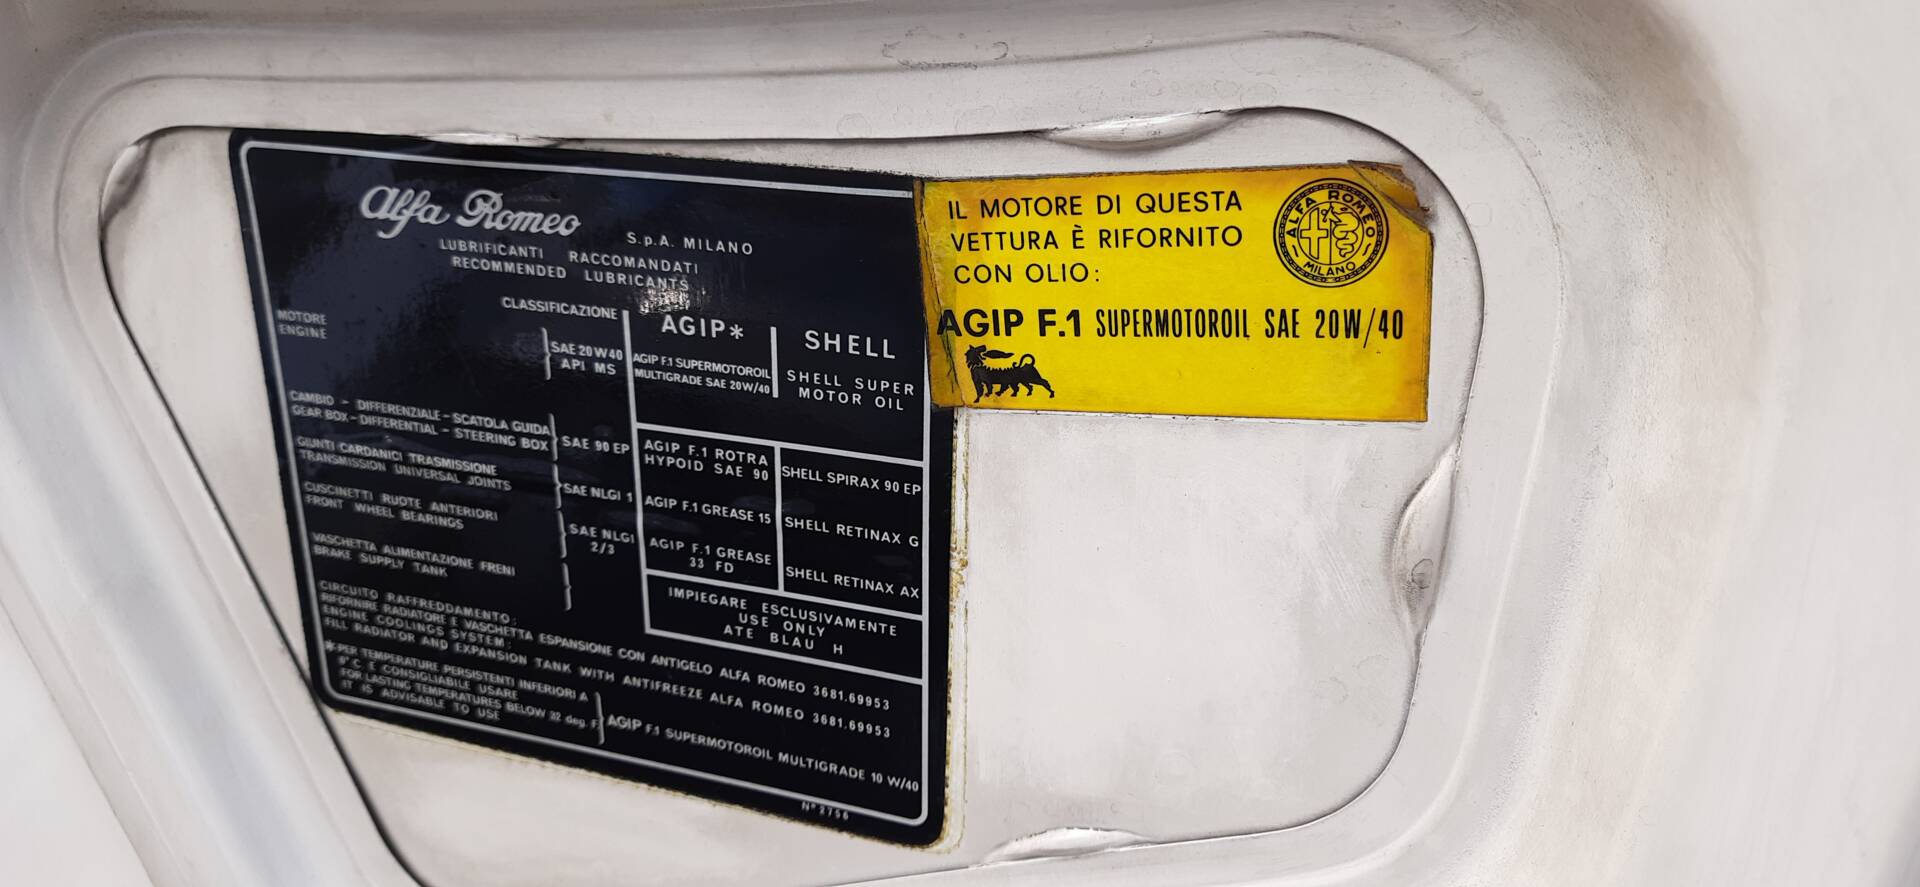 Alfa Romeo
S.p.A. MILANO
LUBRIFICANTI RACCOMANDATI
RECOMMENDED LUBRICANTS
CLASSIFICAZIONE
AGIP*
SHELL
MOTORE
ENGINE
SAE 20W40
API MS
AGIP F.1 SUPERMOTOROIL
MULTIGRADE SAE 20W/40
SHELL SUPER
MOTOR OIL
CAMBIO - DIFFERENZIALE - SCATOLA GUIDA
GEAR BOX - DIFFERENTIAL - STEERING BOX
SAE 90 EP
AGIP F.1 ROTRA
HYPOID SAE 90
SHELL SPIRAX 90 EP
GIUNTI CARDANICI TRASMISSIONE
TRANSMISSION UNIVERSAL JOINTS
SAE NLGI 1
AGIP F.1 GREASE 15
SHELL RETINAX G
CUSCINETTI RUOTE ANTERIORI
FRONT WHEEL BEARINGS
SAE NLGI
2/3
AGIP F.1 GREASE
33 FD
SHELL RETINAX AX
VASCHETTA ALIMENTAZIONE FRENI
BRAKE SUPPLY TANK
IMPIEGARE ESCLUSIVAMENTE
USE ONLY
ATE BLAU H
CIRCUITO RAFFREDDAMENTO:
RIFORNIRE RADIATORE E VASCHETTA ESPANSIONE CON ANTIGELO ALFA ROMEO 3681.69953
ENGINE COOLINGS SYSTEM:
FILL RADIATOR AND EXPANSION TANK WITH ANTIFREEZE ALFA ROMEO 3681.69953
*PER TEMPERATURE PERSISTENTI INFERIORI A
0°C E CONSIGLIABILE USARE
FOR LASTING TEMPERATURES BELOW 32 deg. F
IT IS ADVISABLE TO USE
AGIP F.1 SUPERMOTOROIL MULTIGRADE 10 W/40
N° 2756
IL MOTORE DI QUESTA
VETTURA È RIFORNITO
CON OLIO:
ALFA ROMEO
MILANO
AGIP F.1 SUPERMOTOROIL SAE 20W/40